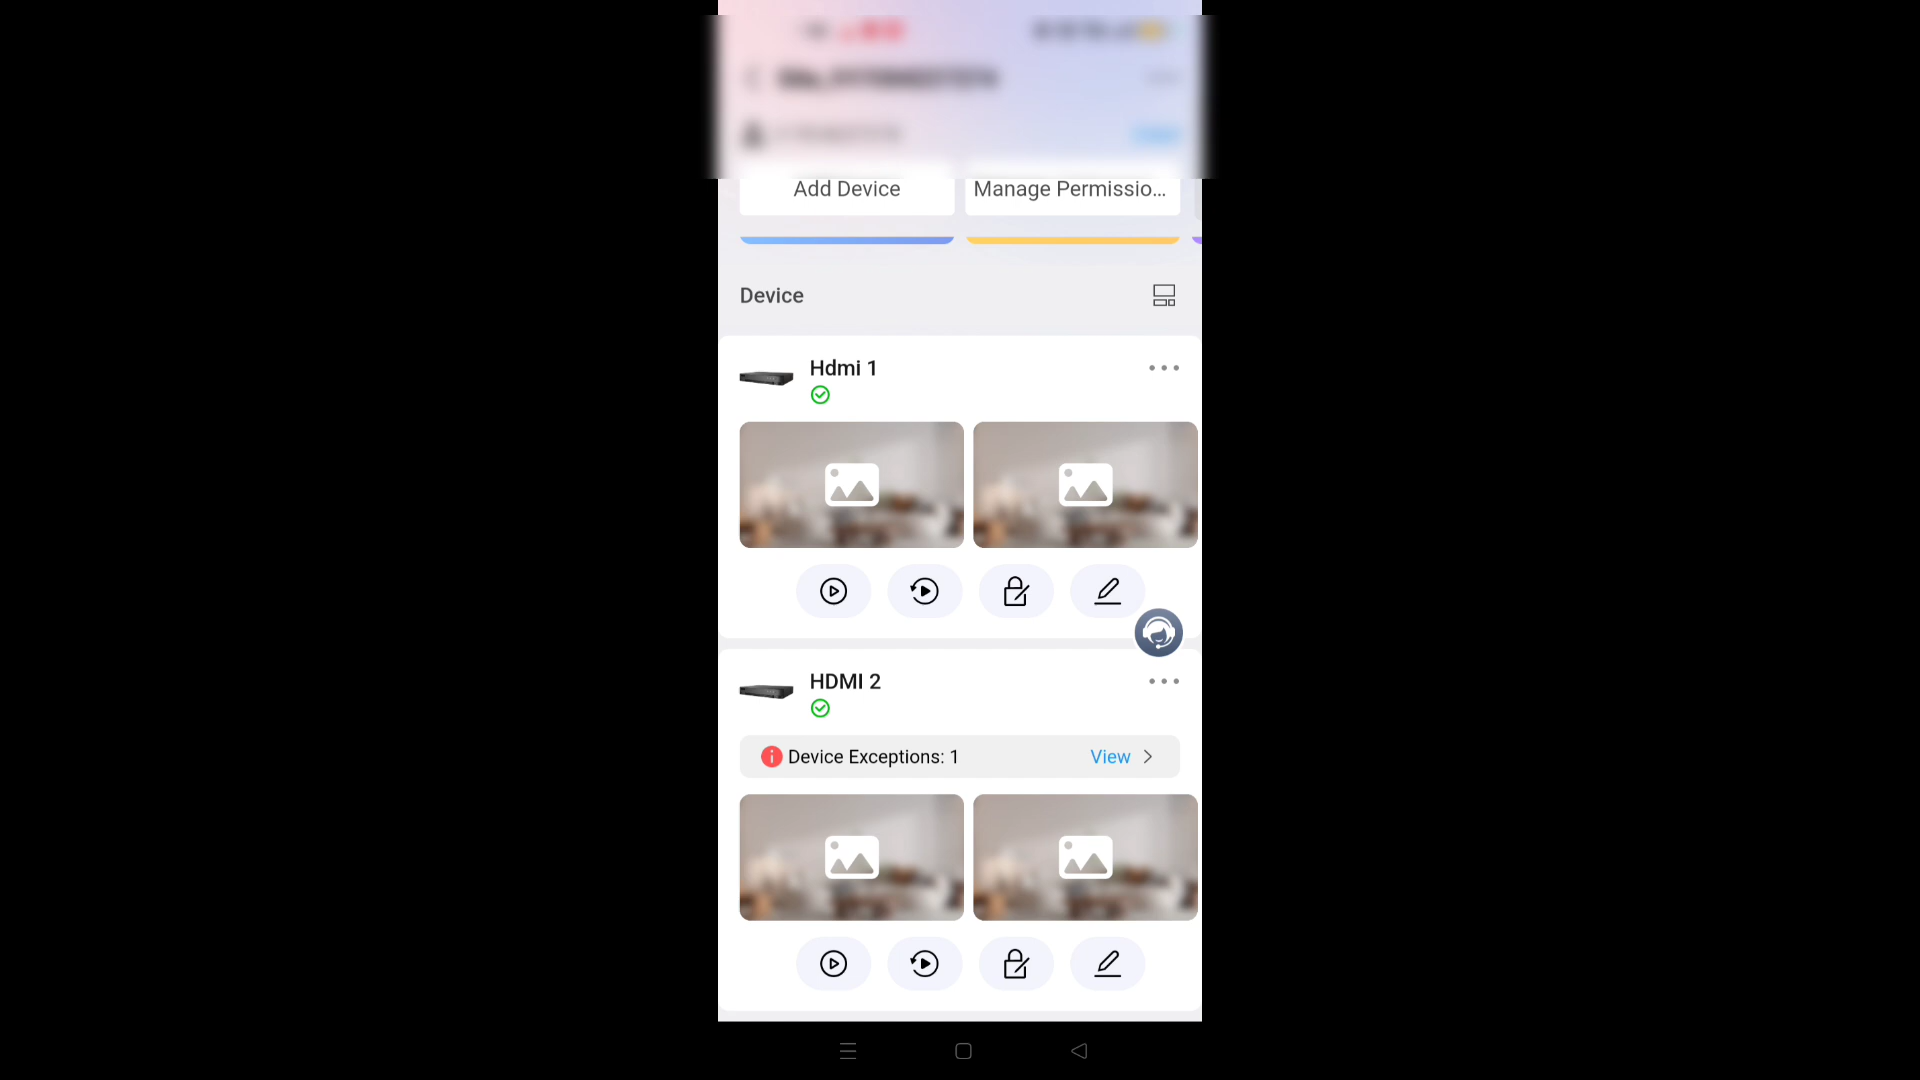 Add Device
Manage Permissio...
Device
Hdmi 1
HDMI 2
Device Exceptions: 1
View